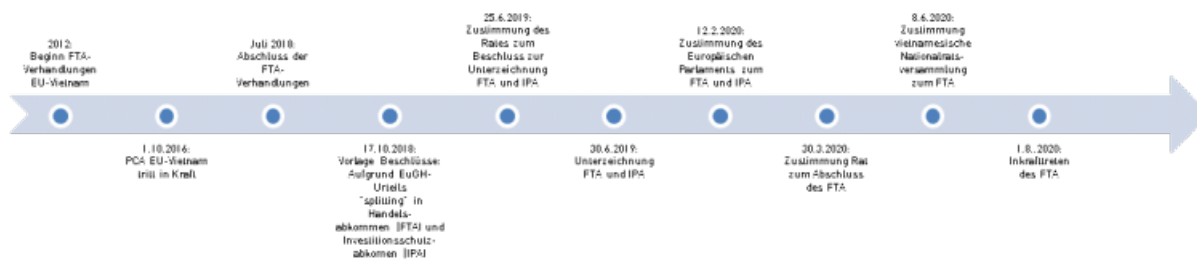 2012:
Beginn FTA-
Verhandlungen
EU-Vietnam
1.10.2016:
PCA EU-Vietnam
tritt in Kraft
Juli 2018:
Abschluss der
FTA-
Verhandlungen
17.10.2018:
Vorlage Beschlüsse:
Aufgrund EuGH-
Urteils
"splitting" in
Handels-
abkommen (FTA) und
Investitionsschutz-
abkomen (IPA)
25.6.2019:
Zustimmung des
Rates zum
Beschluss zur
Unterzeichnung
FTA und IPA
30.6.2019:
Unterzeichnung
FTA und IPA
12.2.2020:
Zustimmung des
Europäischen
Parlaments zum
FTA und IPA
30.3.2020:
Zustimmung Rat
zum Abschluss
des FTA
8.6.2020:
Zustimmung
vietnamesische
Nationalrats-
versammlung
zum FTA
1.8..2020:
Inkrafttreten
des FTA